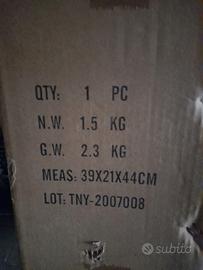 QTY: 1 PC
N.W. 1.5 KG
G.W. 2.3 KG
MEAS: 39X21X44CM
LOT: TNY-2007008
subito